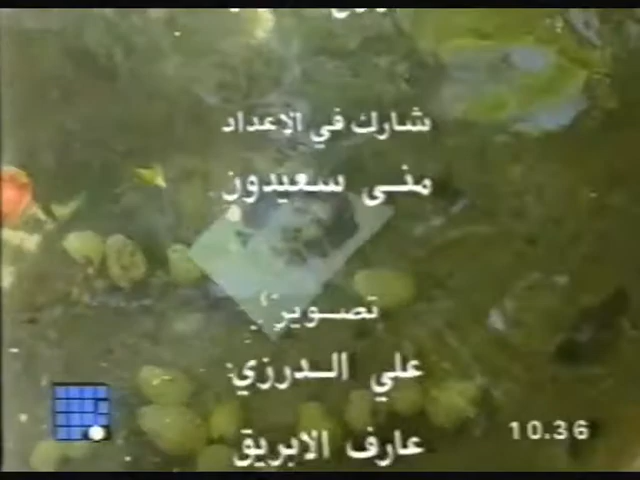 شارك في الاعداد
منى سعيدون
تصوير
علي الدرزي
عارف الابريق
10.36